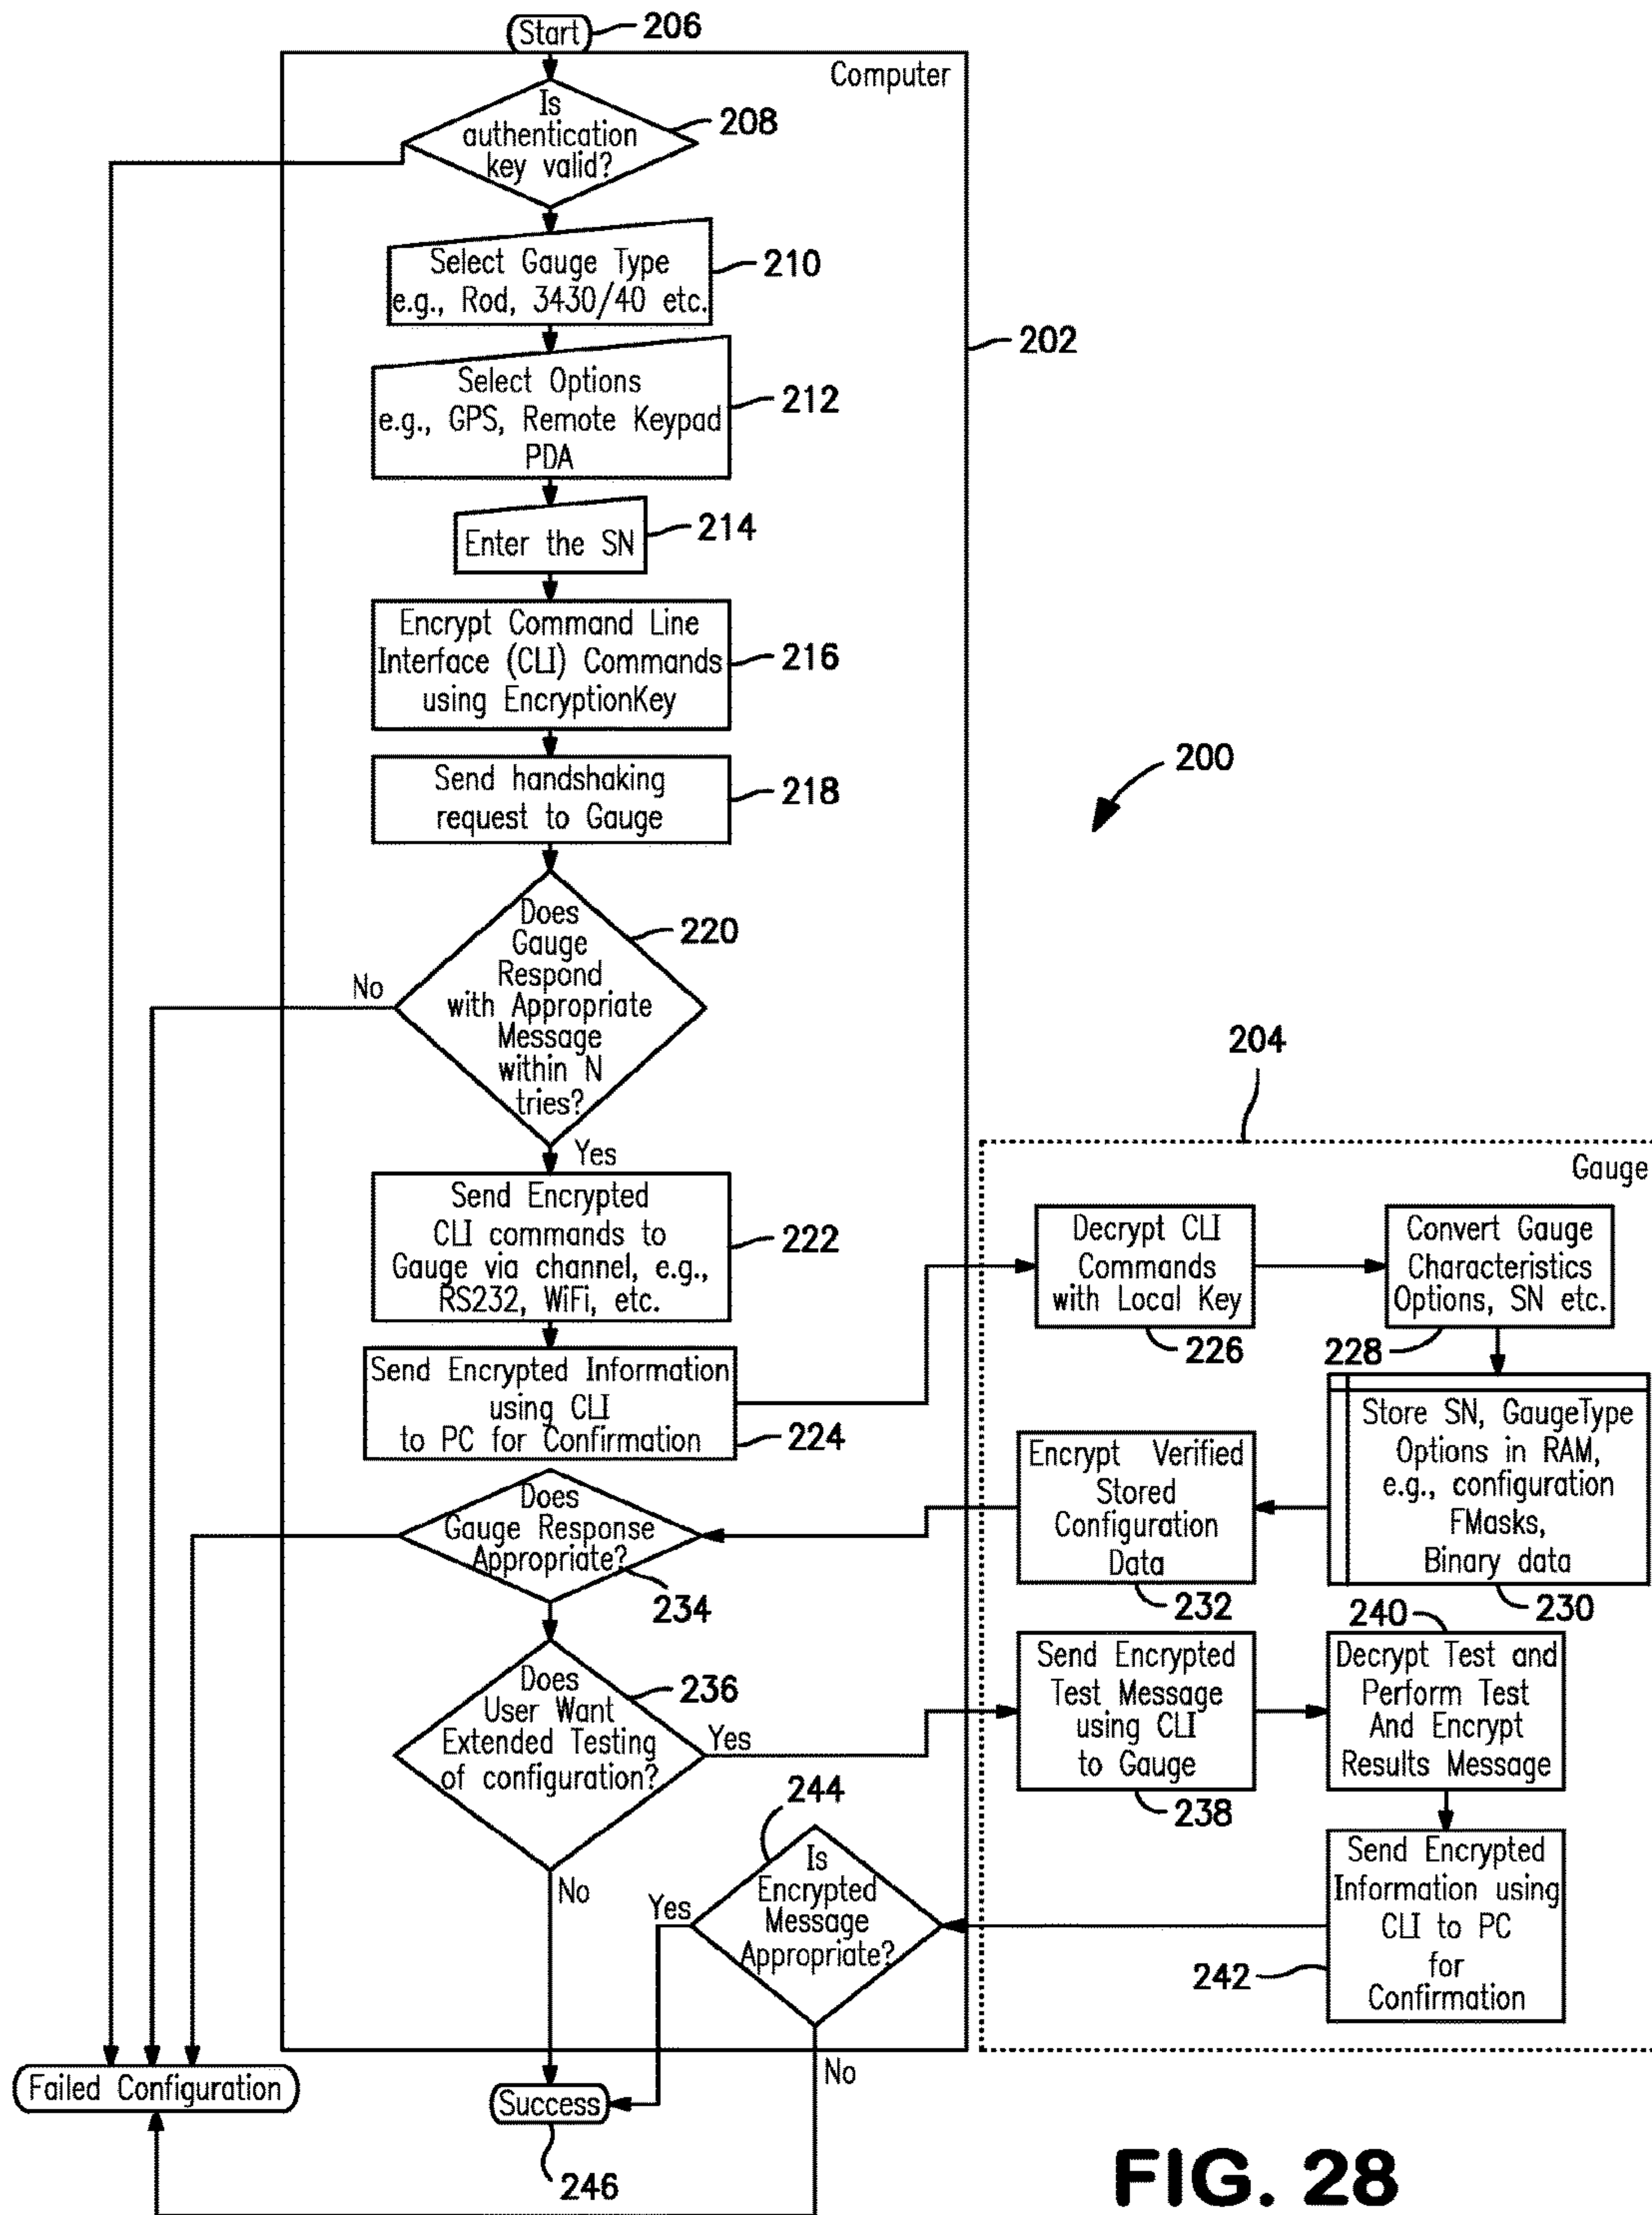 Start
206
Computer
Is
authentication
key valid?
208
Select Gauge Type
e.g., Rod, 3430/40 etc.
210
202
Select Options
e.g., GPS, Remote Keypad
PDA
212
Enter the SN
214
Encrypt Command Line
Interface (CLI) Commands
using EncryptionKey
216
Send handshaking
request to Gauge
218
200
Does
Gauge
Respond
with Appropriate
Message
within N
tries?
220
No
Yes
204
Gauge
Send Encrypted
CLI commands to
Gauge via channel, e.g.,
RS232, WiFi, etc.
222
Send Encrypted Information
using CLI
to PC for Confirmation
224
Decrypt CLI
Commands
with Local Key
226
Convert Gauge
Characteristics
Options, SN etc.
228
Store SN, GaugeType
Options in RAM,
e.g., configuration
FMasks,
Binary data
230
Encrypt Verified
Stored
Configuration
Data
232
Does
Gauge Response
Appropriate?
234
Does
User Want
Extended Testing
of configuration?
236
Yes
No
Send Encrypted
Test Message
using CLI
to Gauge
238
240
Decrypt Test and
Perform Test
And Encrypt
Results Message
Send Encrypted
Information using
CLI to PC
for
Confirmation
242
244
Is
Encrypted
Message
Appropriate?
Yes
No
Failed Configuration
Success
246
FIG. 28